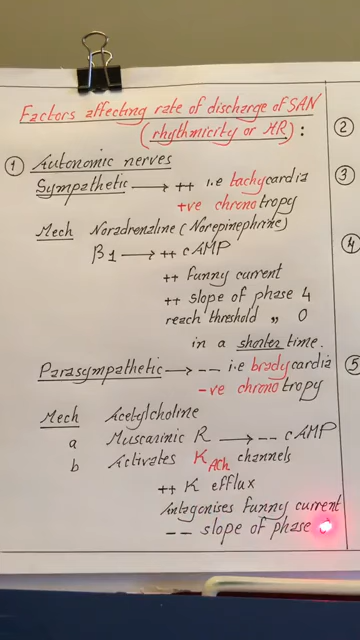 Factors affecting rate of discharge of SAN
(rhythmicity or HR):
① Autonomic nerves
Sympathetic → ++ i.e tachycardia
+ve chronotropy
Mech Noradrenaline (Norepinephrine)
β1 → ++ cAMP
++ funny current
++ slope of phase 4
reach threshold „ 0
in a shorter time.
Parasympathetic → -- i.e bradycardia
-ve chronotropy
Mech Acetylcholine
a Muscarinic R → -- cAMP
b Activates K ACh channels
++ K efflux
Antagonises funny current
-- slope of phase
②
③
④
⑤